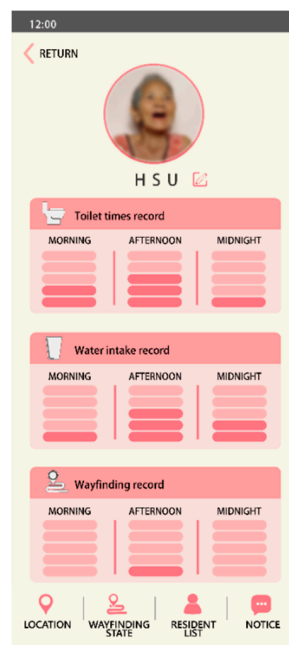 12:00
RETURN
H S U
Toilet times record
MORNING AFTERNOON MIDNIGHT
Water intake record
MORNING AFTERNOON MIDNIGHT
Wayfinding record
MORNING AFTERNOON MIDNIGHT
LOCATION
WAYFINDING
STATE
RESIDENT
LIST
NOTICE